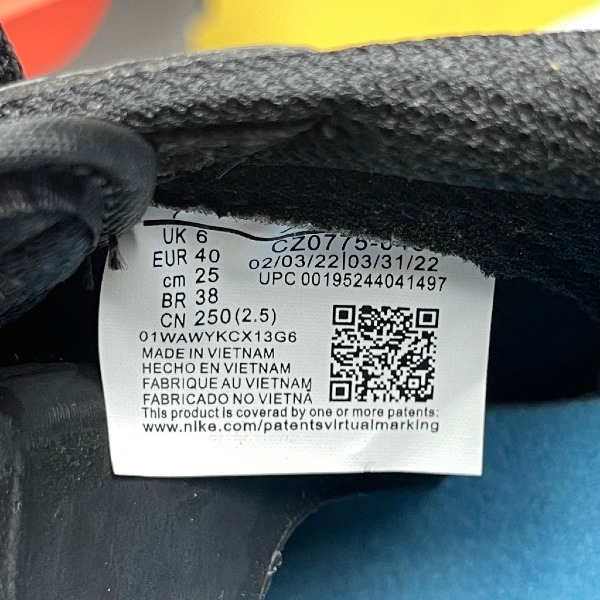 UK 6
EUR 40
cm 25
BR 38
CN 250(2.5)
02/03/22|03/31/22
UPC 00195244041497
01WAWYKCX13G6
MADE IN VIETNAM
HECHO EN VIETNAM
FABRIQUE AU VIETNAM
FABRICADO NO VIETNÃ
This product is coverad by one or more patents:
www.nike.com/patentsvirtualmarking